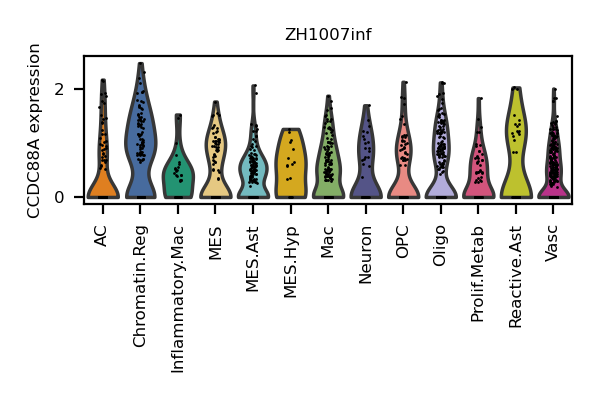 ZH1007inf
CCDC88A expression
2
0
AC
Chromatin.Reg
Inflammatory.Mac
MES
MES.Ast
MES.Hyp
Mac
Neuron
OPC
Oligo
Prolif.Metab
Reactive.Ast
Vasc